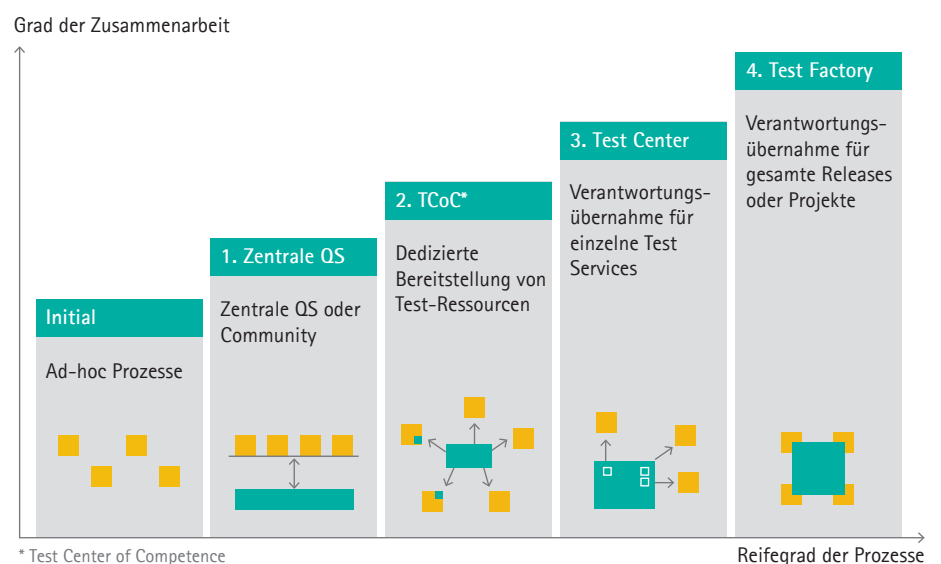 Grad der Zusammenarbeit
Initial
Ad-hoc Prozesse
1. Zentrale QS
Zentrale QS oder
Community
2. TCoC*
Dedizierte
Bereitstellung von
Test-Ressourcen
3. Test Center
Verantwortungs-
übernahme für
einzelne Test
Services
4. Test Factory
Verantwortungs-
übernahme für
gesamte Releases
oder Projekte
* Test Center of Competence
Reifegrad der Prozesse